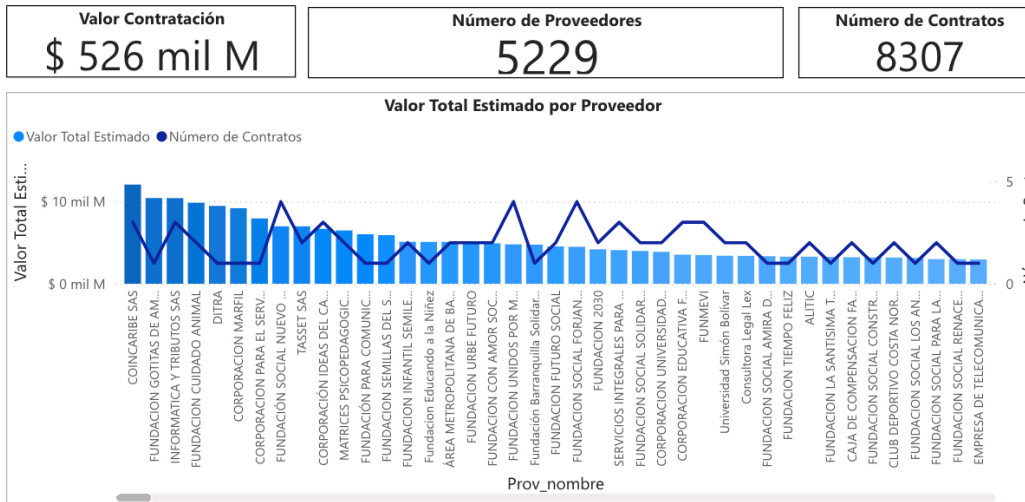 Valor Contratación
$ 526 mil M
Número de Proveedores
5229
Número de Contratos
8307
Valor Total Estimado por Proveedor
Valor Total Estimado
Número de Contratos
Valor Total Esti...
$ 10 mil M
$ 0 mil M
5
0
COINCARIBE SAS
FUNDACION GOTITAS DE AM...
INFORMATICA Y TRIBUTOS SAS
FUNDACION CUIDADO ANIMAL
DITRA
CORPORACION MARFIL
CORPORACION PARA EL SERV...
FUNDACIÓN SOCIAL NUEVO ...
TASSET SAS
CORPORACIÓN IDEAS DEL CA...
MATRICES PSICOPEDAGOGIC...
FUNDACIÓN PARA COMUNIC...
FUNDACION SEMILLAS DEL S...
FUNDACION INFANTIL SEMILE...
Fundacion Educando a la Niñez
ÁREA METROPOLITANA DE BA...
FUNDACION URBE FUTURO
FUNDACION CON AMOR SOC...
FUNDACION UNIDOS POR M...
Fundación Barranquilla Solidar...
FUNDACION FUTURO SOCIAL
FUNDACION SOCIAL FORJAN...
FUNDACION 2030
SERVICIOS INTEGRALES PARA ...
FUNDACION SOCIAL SOLIDAR...
CORPORACION UNIVERSIDAD...
CORPORACION EDUCATIVA F...
FUNMEVI
Universidad Simón Bolívar
Consultora Legal Lex
FUNDACION SOCIAL AMIRA D...
FUNDACION TIEMPO FELIZ
ALITIC
FUNDACION LA SANTISIMA T...
CAJA DE COMPENSACION FA...
FUNDACION SOCIAL CONSTR...
CLUB DEPORTIVO COSTA NOR...
FUNDACION SOCIAL LOS AN...
FUNDACION SOCIAL PARA LA...
FUNDACION SOCIAL RENACE...
EMPRESA DE TELECOMUNICA...
Prov_nombre